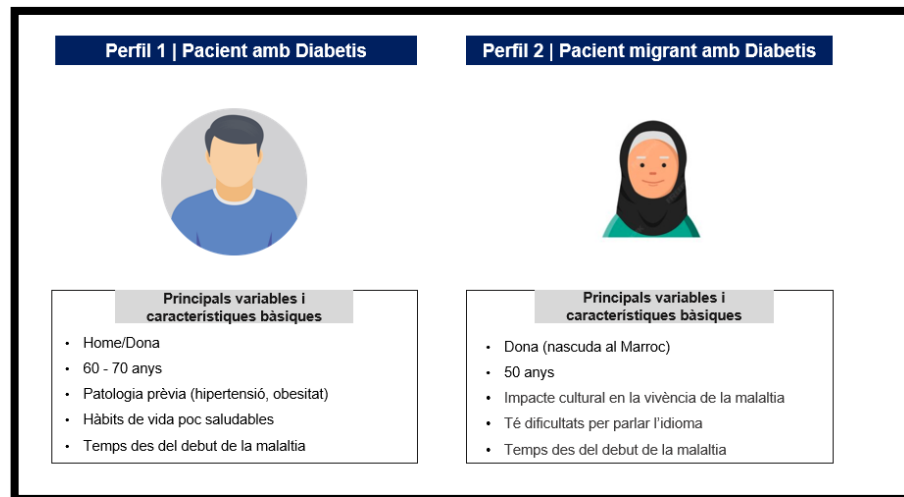 Perfil 1 | Pacient amb Diabetis
Principals variables i
característiques bàsiques
• Home/Dona
• 60 - 70 anys
• Patologia prèvia (hipertensió, obesitat)
• Hàbits de vida poc saludables
• Temps des del debut de la malaltia
Perfil 2 | Pacient migrant amb Diabetis
Principals variables i
característiques bàsiques
• Dona (nascuda al Marroc)
• 50 anys
• Impacte cultural en la vivència de la malaltia
• Té dificultats per parlar l’idioma
• Temps des del debut de la malaltia